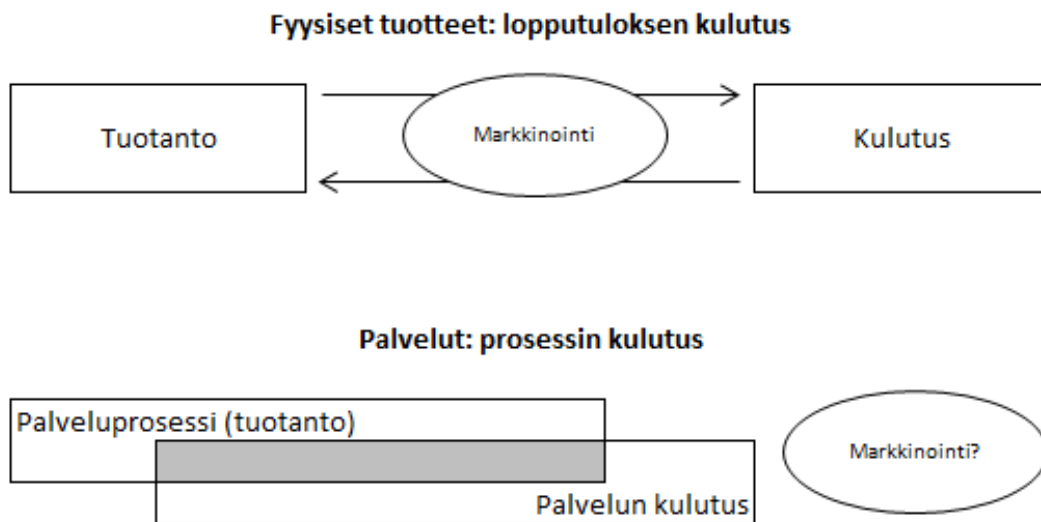 Fyysiset tuotteet: lopputuloksen kulutus
Tuotanto
Markkinointi
Kulutus
Palvelut: prosessin kulutus
Palveluprosessi (tuotanto)
Markkinointi?
Palvelun kulutus